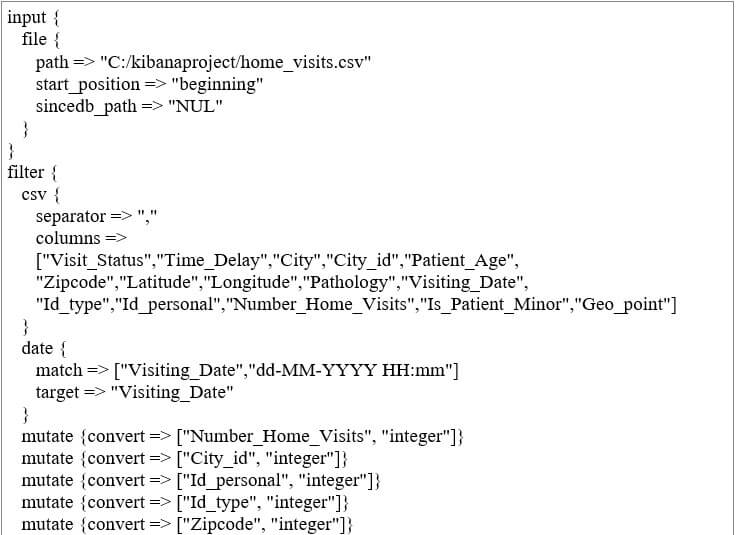 input {
file {
path => "C:/kibanaproject/home_visits.csv"
start_position => "beginning"
sincedb_path => "NUL"
}
}
filter {
csv {
separator => ","
columns =>
["Visit_Status","Time_Delay","City","City_id","Patient_Age",
"Zipcode","Latitude","Longitude","Pathology","Visiting_Date",
"Id_type","Id_personal","Number_Home_Visits","Is_Patient_Minor","Geo_point"]
}
date {
match => ["Visiting_Date","dd-MM-YYYY HH:mm"]
target => "Visiting_Date"
}
mutate {convert => ["Number_Home_Visits", "integer"]}
mutate {convert => ["City_id", "integer"]}
mutate {convert => ["Id_personal", "integer"]}
mutate {convert => ["Id_type", "integer"]}
mutate {convert => ["Zipcode", "integer"]}